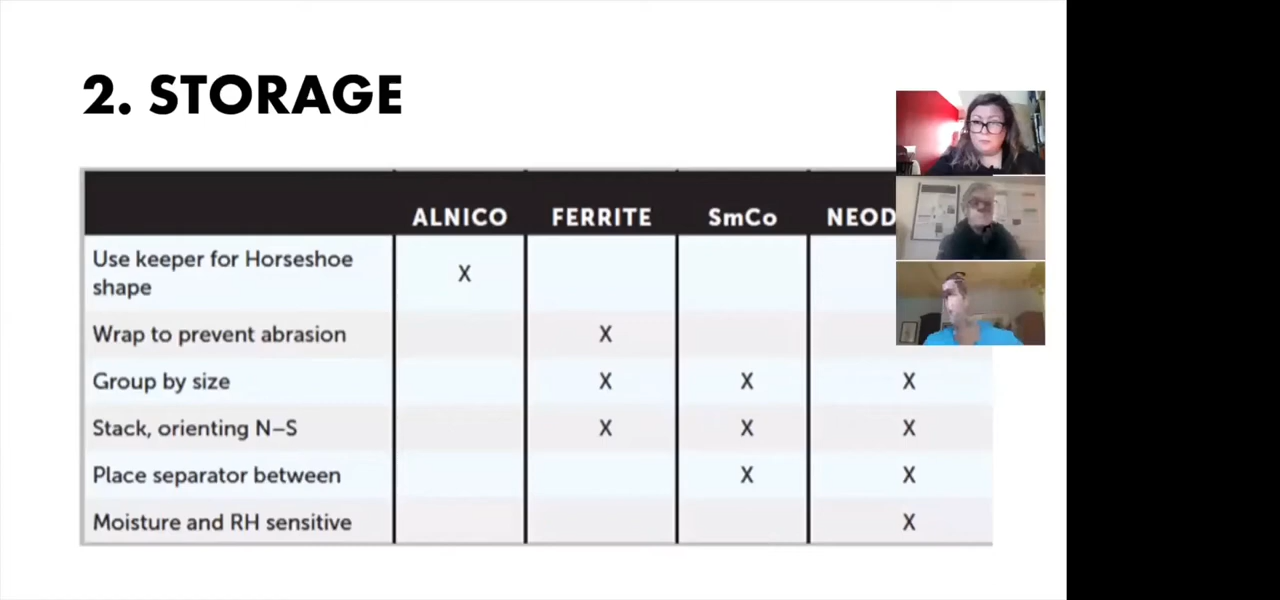 2. STORAGE
ALNICO FERRITE SmCo NEOD
Use keeper for Horseshoe
shape X
Wrap to prevent abrasion X
Group by size X X X
Stack, orienting N–S X X X
Place separator between X X
Moisture and RH sensitive X